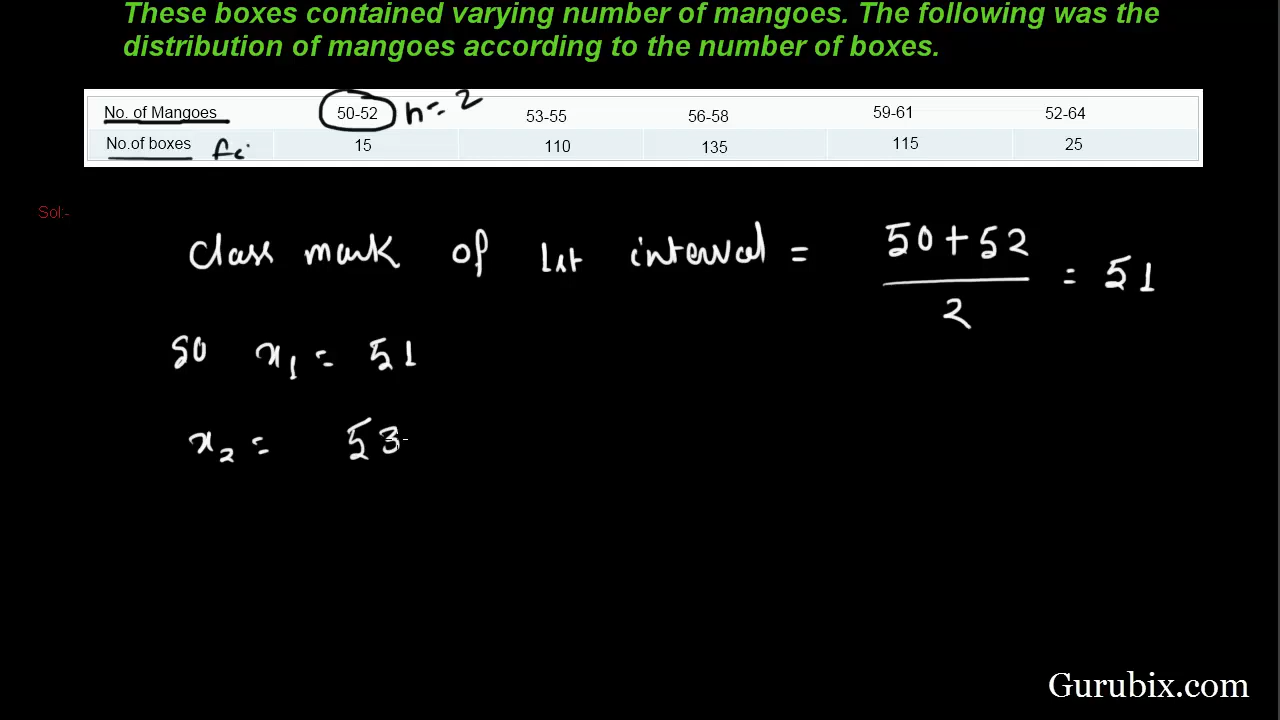 These boxes contained varying number of mangoes. The following was the
distribution of mangoes according to the number of boxes.
No. of Mangoes 50-52 h = 2 53-55 56-58 59-61 52-64
No.of boxes fi 15 110 135 115 25
Sol:-
Class mark of 1st interval = 50 + 52 / 2 = 51
so x₁ = 51
x₂ = 53
Gurubix.com